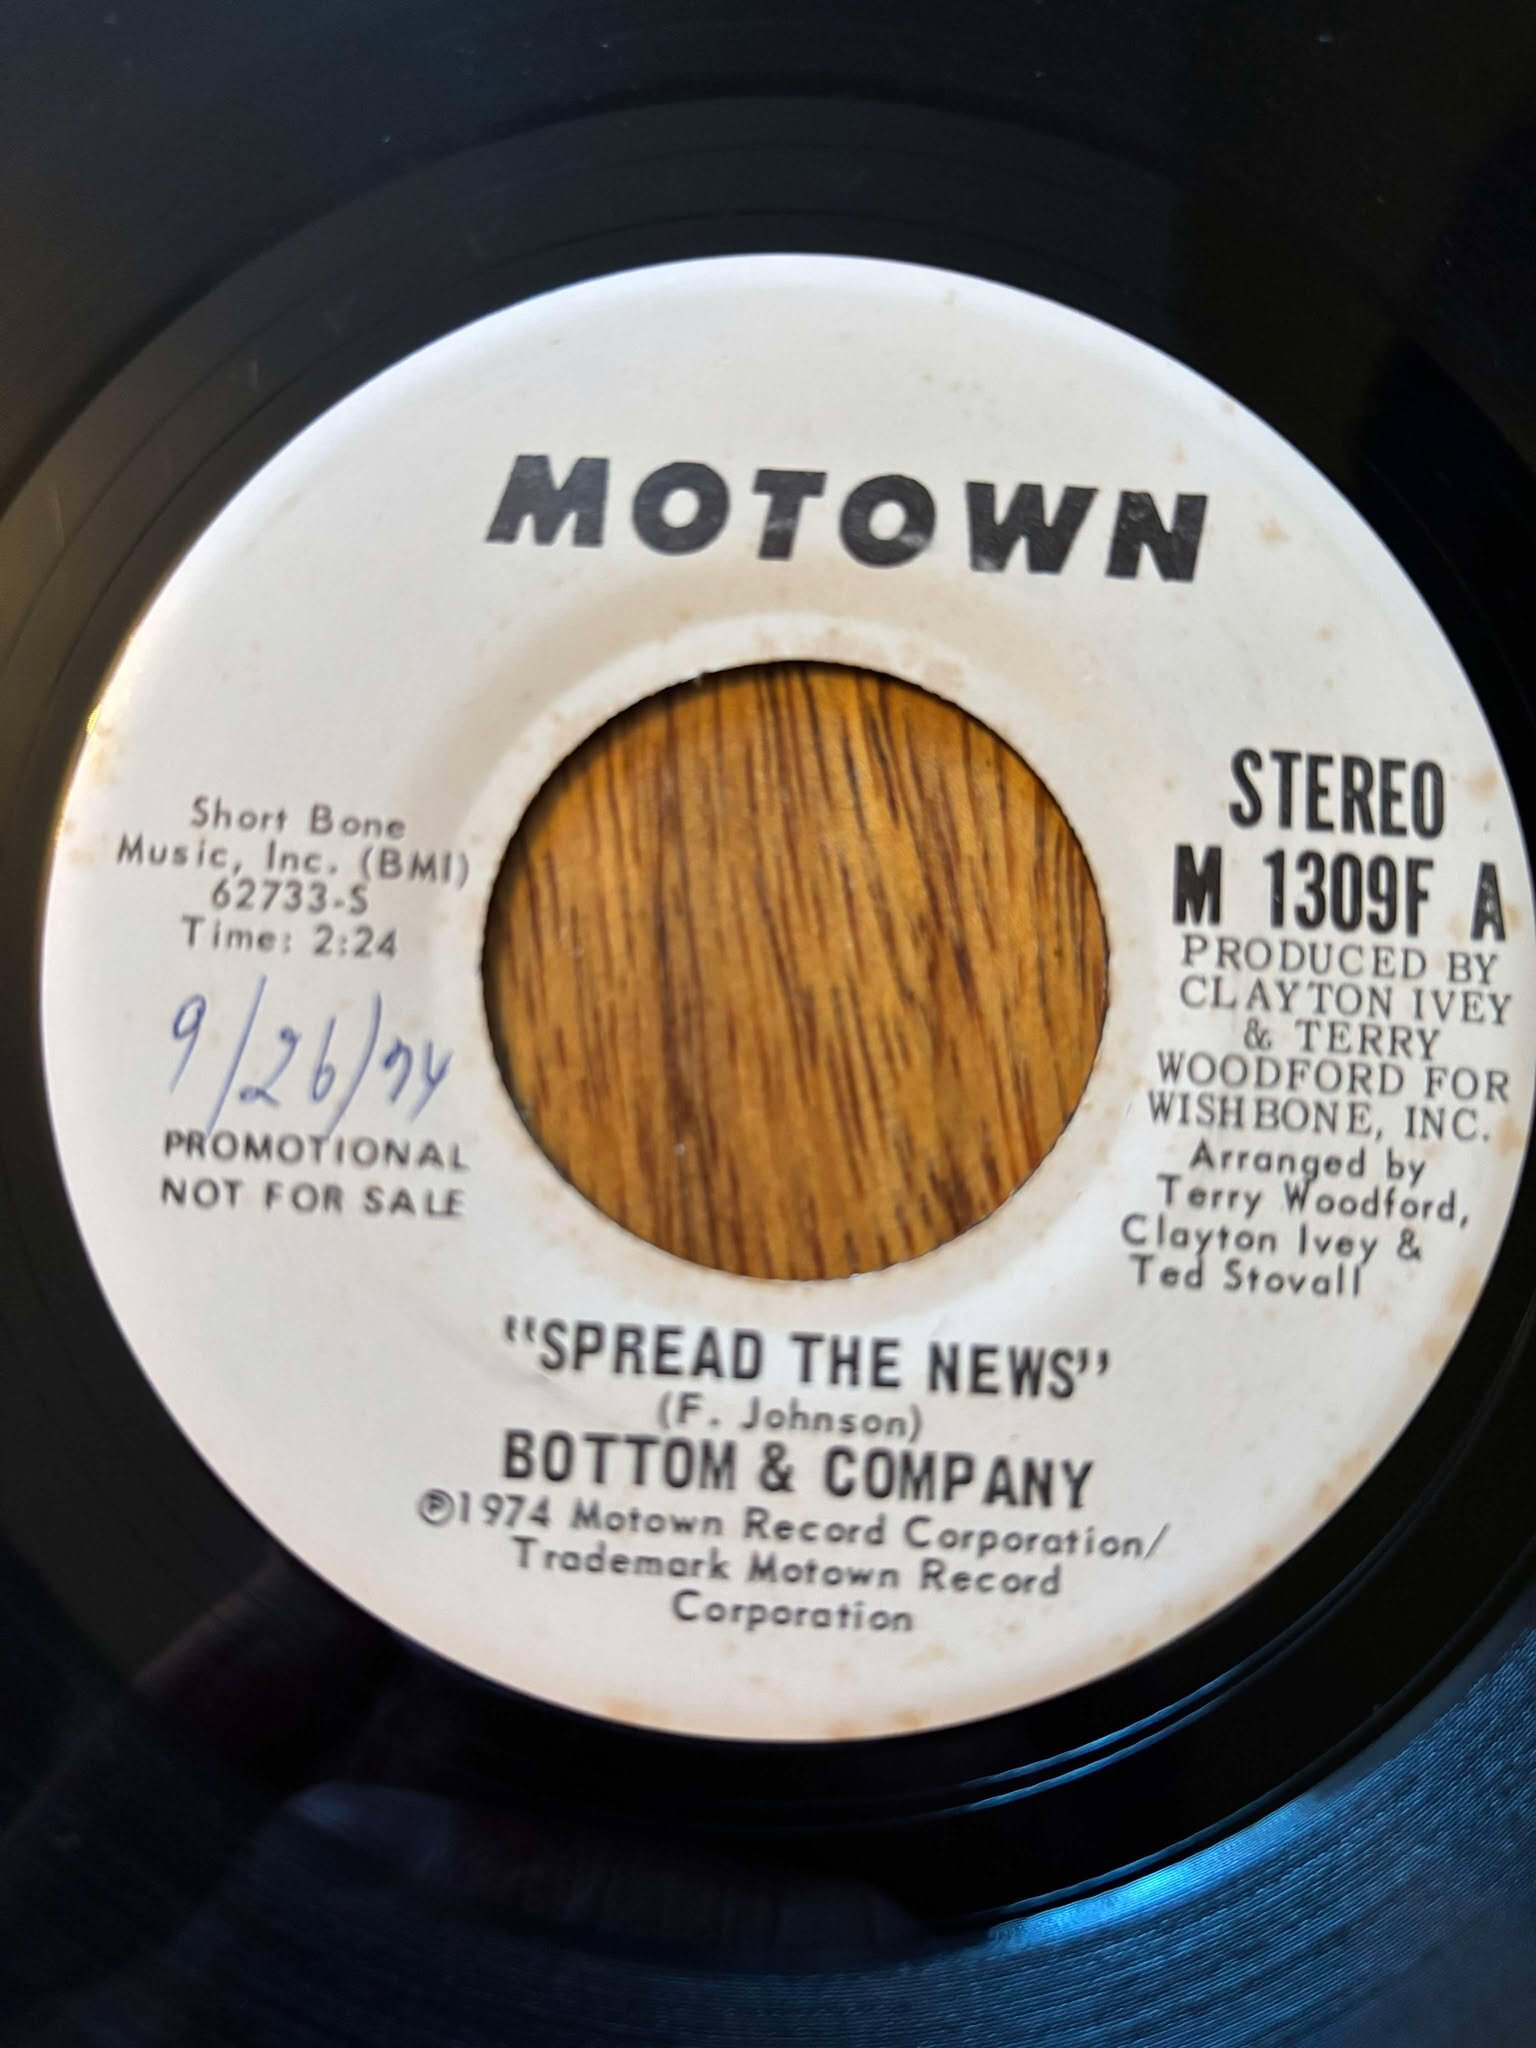 MOTOWN
Short Bone
Music, Inc. (BMI)
62733-S
Time: 2:24
9/26/74
PROMOTIONAL
NOT FOR SALE
STEREO
M 1309F A
PRODUCED BY
CLAYTON IVEY
& TERRY
WOODFORD FOR
WISHBONE, INC.
Arranged by
Terry Woodford,
Clayton Ivey &
Ted Stovall
"SPREAD THE NEWS"
(F. Johnson)
BOTTOM & COMPANY
℗1974 Motown Record Corporation/
Trademark Motown Record
Corporation